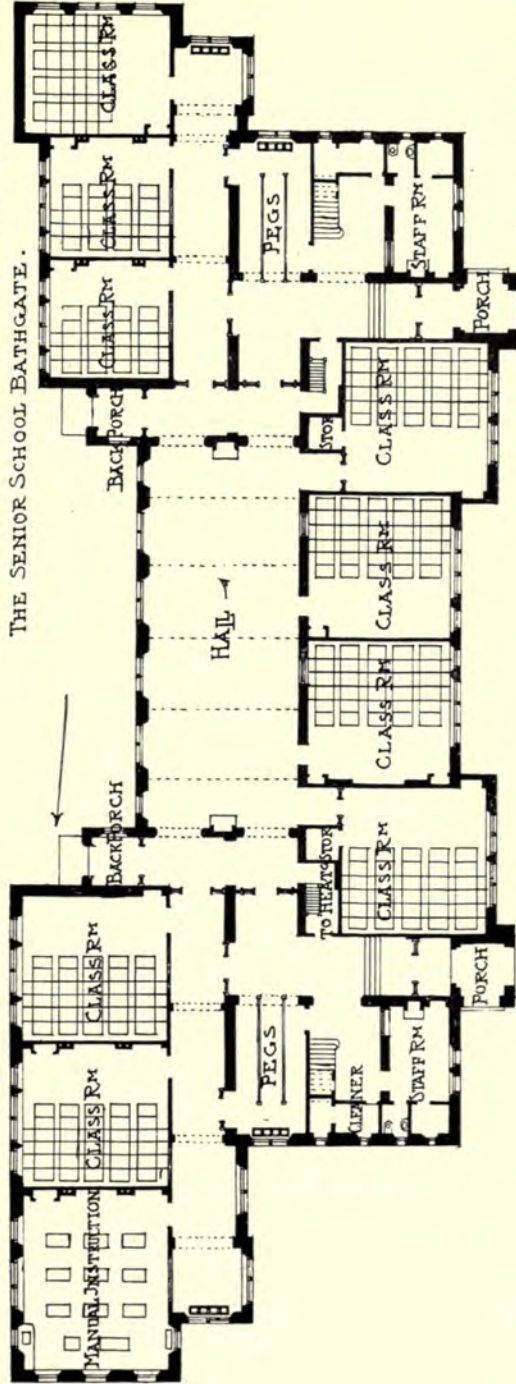 THE SENIOR SCHOOL BATHGATE.
MANUAL INSTRUCTION
CLASS RM
CLASS RM
BACK PORCH
BACK PORCH
CLASS RM
CLASS RM
CLASS RM
HALL
PEGS
PEGS
TO HEATG
STOR
STOR
CLEANER
STAFF RM
PORCH
CLASS RM
CLASS RM
CLASS RM
CLASS RM
STAFF RM
PORCH